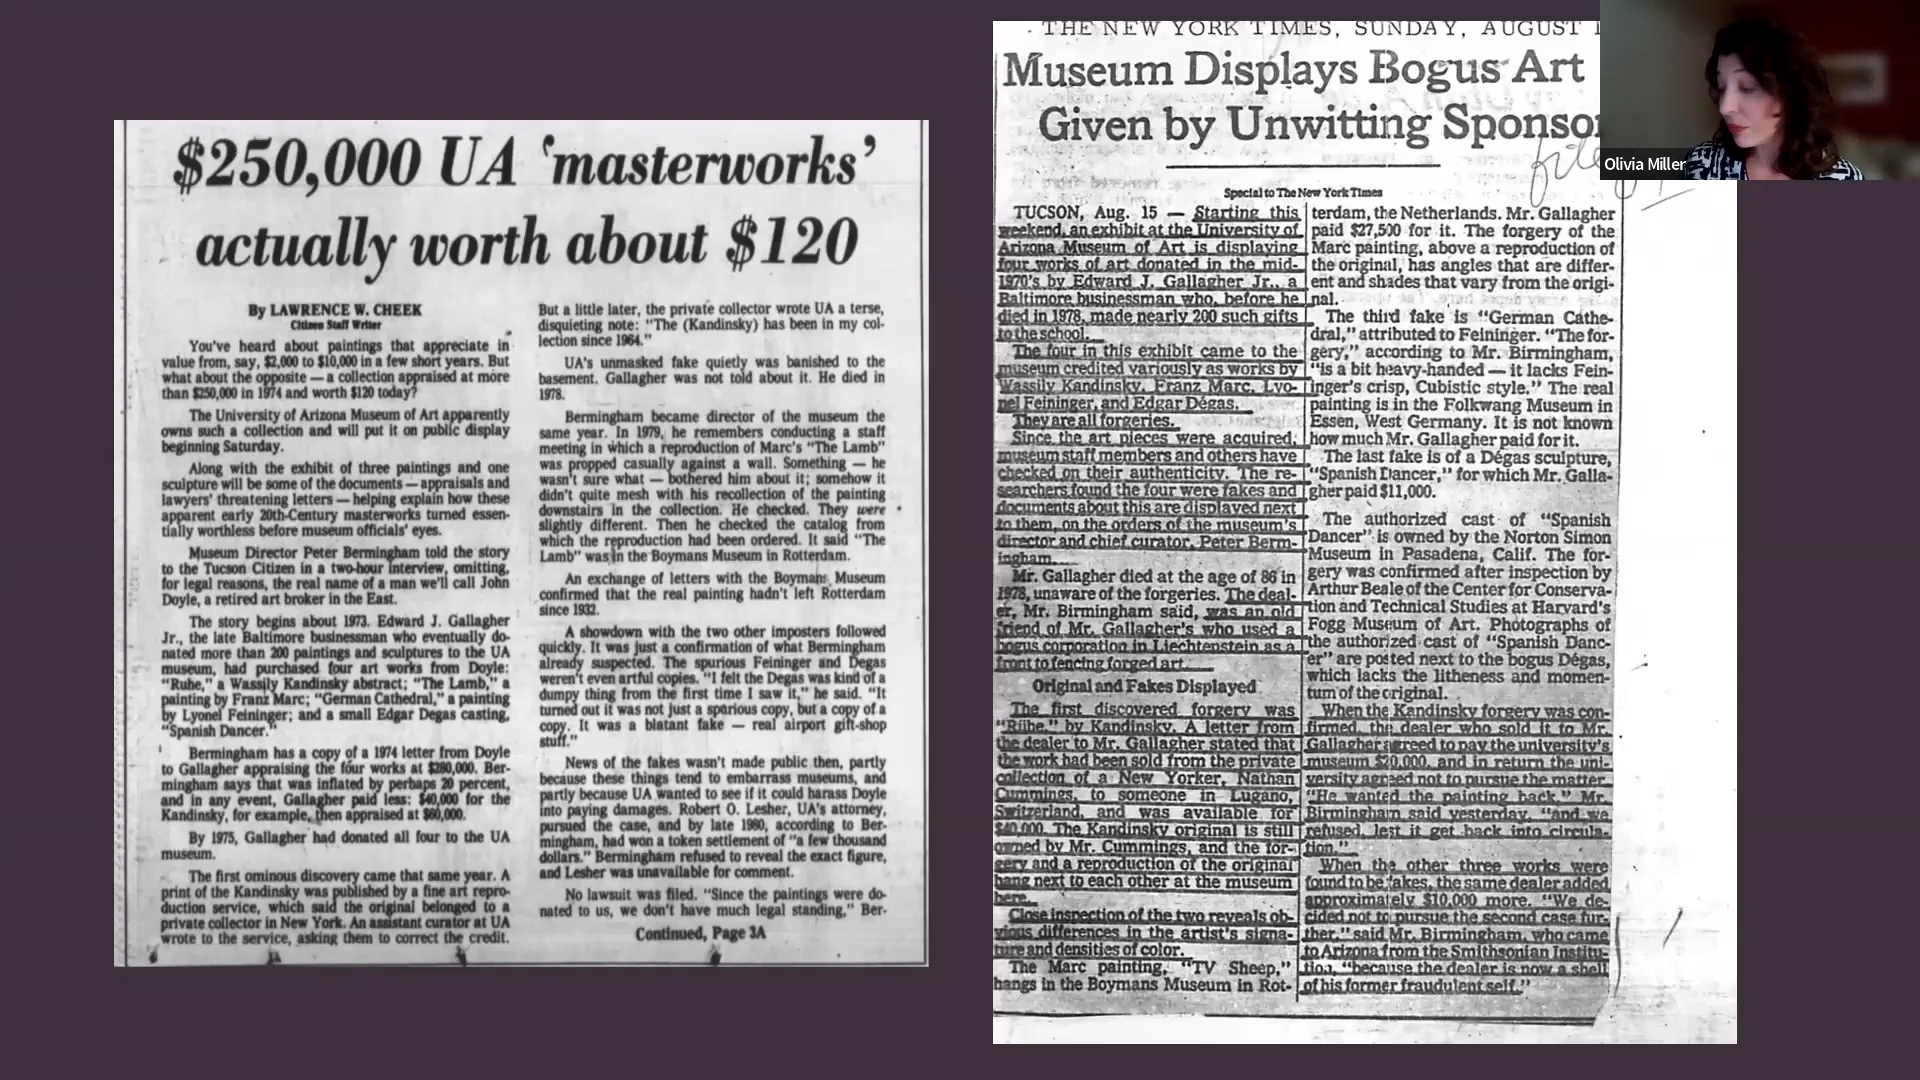 $250,000 UA ‘masterworks’
actually worth about $120
By LAWRENCE W. CHEEK
Citizen Staff Writer
You've heard about paintings that appreciate in
value from, say, $2,000 to $10,000 in a few short years. But
what about the opposite — a collection appraised at more
than $250,000 in 1974 and worth $120 today?
The University of Arizona Museum of Art apparently
owns such a collection and will put it on public display
beginning Saturday.
Along with the exhibit of three paintings and one
sculpture will be some of the documents — appraisals and
lawyers' threatening letters — helping explain how these
apparent early 20th-Century masterworks turned essen-
tially worthless before museum officials' eyes.
Museum Director Peter Bermingham told the story
to the Tucson Citizen in a two-hour interview, omitting,
for legal reasons, the real name of a man we'll call John
Doyle, a retired art broker in the East.
The story begins about 1973. Edward J. Gallagher
Jr., the late Baltimore businessman who eventually do-
nated more than 200 paintings and sculptures to the UA
museum, had purchased four art works from Doyle:
"Ruhe," a Wassily Kandinsky abstract; "The Lamb," a
painting by Franz Marc; "German Cathedral," a painting
by Lyonel Feininger; and a small Edgar Degas casting,
"Spanish Dancer."
Bermingham has a copy of a 1974 letter from Doyle
to Gallagher appraising the four works at $280,000. Ber-
mingham says that was inflated by perhaps 20 percent,
and in any event, Gallagher paid less: $40,000 for the
Kandinsky, for example, then appraised at $60,000.
By 1975, Gallagher had donated all four to the UA
museum.
The first ominous discovery came that same year. A
print of the Kandinsky was published by a fine art repro-
duction service, which said the original belonged to a
private collector in New York. An assistant curator at UA
wrote to the service, asking them to correct the credit.
But a little later, the private collector wrote UA a terse,
disquieting note: "The (Kandinsky) has been in my col-
lection since 1964."
UA's unmasked fake quietly was banished to the
basement. Gallagher was not told about it. He died in
1978.
Bermingham became director of the museum the
same year. In 1979, he remembers conducting a staff
meeting in which a reproduction of Marc's "The Lamb"
was propped casually against a wall. Something — he
wasn't sure what — bothered him about it; somehow it
didn't quite mesh with his recollection of the painting
downstairs in the collection. He checked. They were
slightly different. Then he checked the catalog from
which the reproduction had been ordered. It said "The
Lamb" was in the Boymans Museum in Rotterdam.
An exchange of letters with the Boymans Museum
confirmed that the real painting hadn't left Rotterdam
since 1932.
A showdown with the two other imposters followed
quickly. It was just a confirmation of what Bermingham
already suspected. The spurious Feininger and Degas
weren't even artful copies. "I felt the Degas was kind of a
dumpy thing from the first time I saw it," he said. "It
turned out it was not just a spurious copy, but a copy of a
copy. It was a blatant fake — real airport gift-shop
stuff."
News of the fakes wasn't made public then, partly
because these things tend to embarrass museums, and
partly because UA wanted to see if it could harass Doyle
into paying damages. Robert O. Lesher, UA's attorney,
pursued the case, and by late 1980, according to Ber-
mingham, had won a token settlement of "a few thousand
dollars." Bermingham refused to reveal the exact figure,
and Lesher was unavailable for comment.
No lawsuit was filed. "Since the paintings were do-
nated to us, we don't have much legal standing," Ber-
Continued, Page 3A
THE NEW YORK TIMES, SUNDAY, AUGUST
Museum Displays Bogus Art
Given by Unwitting Sponso
file
Special to The New York Times
TUCSON, Aug. 15 — Starting this
weekend, an exhibit at the University of
Arizona Museum of Art is displaying
four works of art donated in the mid-
1970's by Edward J. Gallagher Jr., a
Baltimore businessman who, before he
died in 1978, made nearly 200 such gifts
to the school.
The four in this exhibit came to the
museum credited variously as works by
Wassily Kandinsky, Franz Marc, Lyo-
nel Feininger, and Edgar Dégas.
They are all forgeries.
Since the art pieces were acquired,
museum staff members and others have
checked on their authenticity. The re-
searchers found the four were fakes and
documents about this are displayed next
to them, on the orders of the museum's
director and chief curator, Peter Berm-
ingham.
Mr. Gallagher died at the age of 86 in
1978, unaware of the forgeries. The deal-
er, Mr. Birmingham said, was an old
friend of Mr. Gallagher's who used a
bogus corporation in Liechtenstein as a
front to fencing forged art.
Original and Fakes Displayed
The first discovered forgery was
"Rühe," by Kandinsky. A letter from
the dealer to Mr. Gallagher stated that
the work had been sold from the private
collection of a New Yorker, Nathan
Cummings, to someone in Lugano,
Switzerland, and was available for
$40,000. The Kandinsky original is still
owned by Mr. Cummings, and the for-
gery and a reproduction of the original
hang next to each other at the museum
here.
Close inspection of the two reveals ob-
vious differences in the artist's signa-
ture and densities of color.
The Marc painting, "TV Sheep,"
hangs in the Boymans Museum in Rot-
terdam, the Netherlands. Mr. Gallagher
paid $27,500 for it. The forgery of the
Marc painting, above a reproduction of
the original, has angles that are differ-
ent and shades that vary from the origi-
nal.
The third fake is "German Cathe-
dral," attributed to Feininger. "The for-
gery," according to Mr. Birmingham,
"is a bit heavy-handed — it lacks Fein-
inger's crisp, Cubistic style." The real
painting is in the Folkwang Museum in
Essen, West Germany. It is not known
how much Mr. Gallagher paid for it.
The last fake is of a Dégas sculpture,
"Spanish Dancer," for which Mr. Galla-
gher paid $11,000.
The authorized cast of "Spanish
Dancer" is owned by the Norton Simon
Museum in Pasadena, Calif. The for-
gery was confirmed after inspection by
Arthur Beale of the Center for Conserva-
tion and Technical Studies at Harvard's
Fogg Museum of Art. Photographs of
the authorized cast of "Spanish Danc-
er" are posted next to the bogus Dégas,
which lacks the litheness and momen-
tum of the original.
When the Kandinsky forgery was con-
firmed, the dealer who sold it to Mr.
Gallagher agreed to pay the university's
museum $20,000, and in return the uni-
versity agreed not to pursue the matter.
"He wanted the painting back," Mr.
Birmingham said yesterday, "and we
refused, lest it get back into circula-
tion."
When the other three works were
found to be fakes, the same dealer added
approximately $10,000 more. "We de-
cided not to pursue the second case fur-
ther," said Mr. Birmingham, who came
to Arizona from the Smithsonian Institu-
tion, "because the dealer is now a shell
of his former fraudulent self."
Olivia Miller